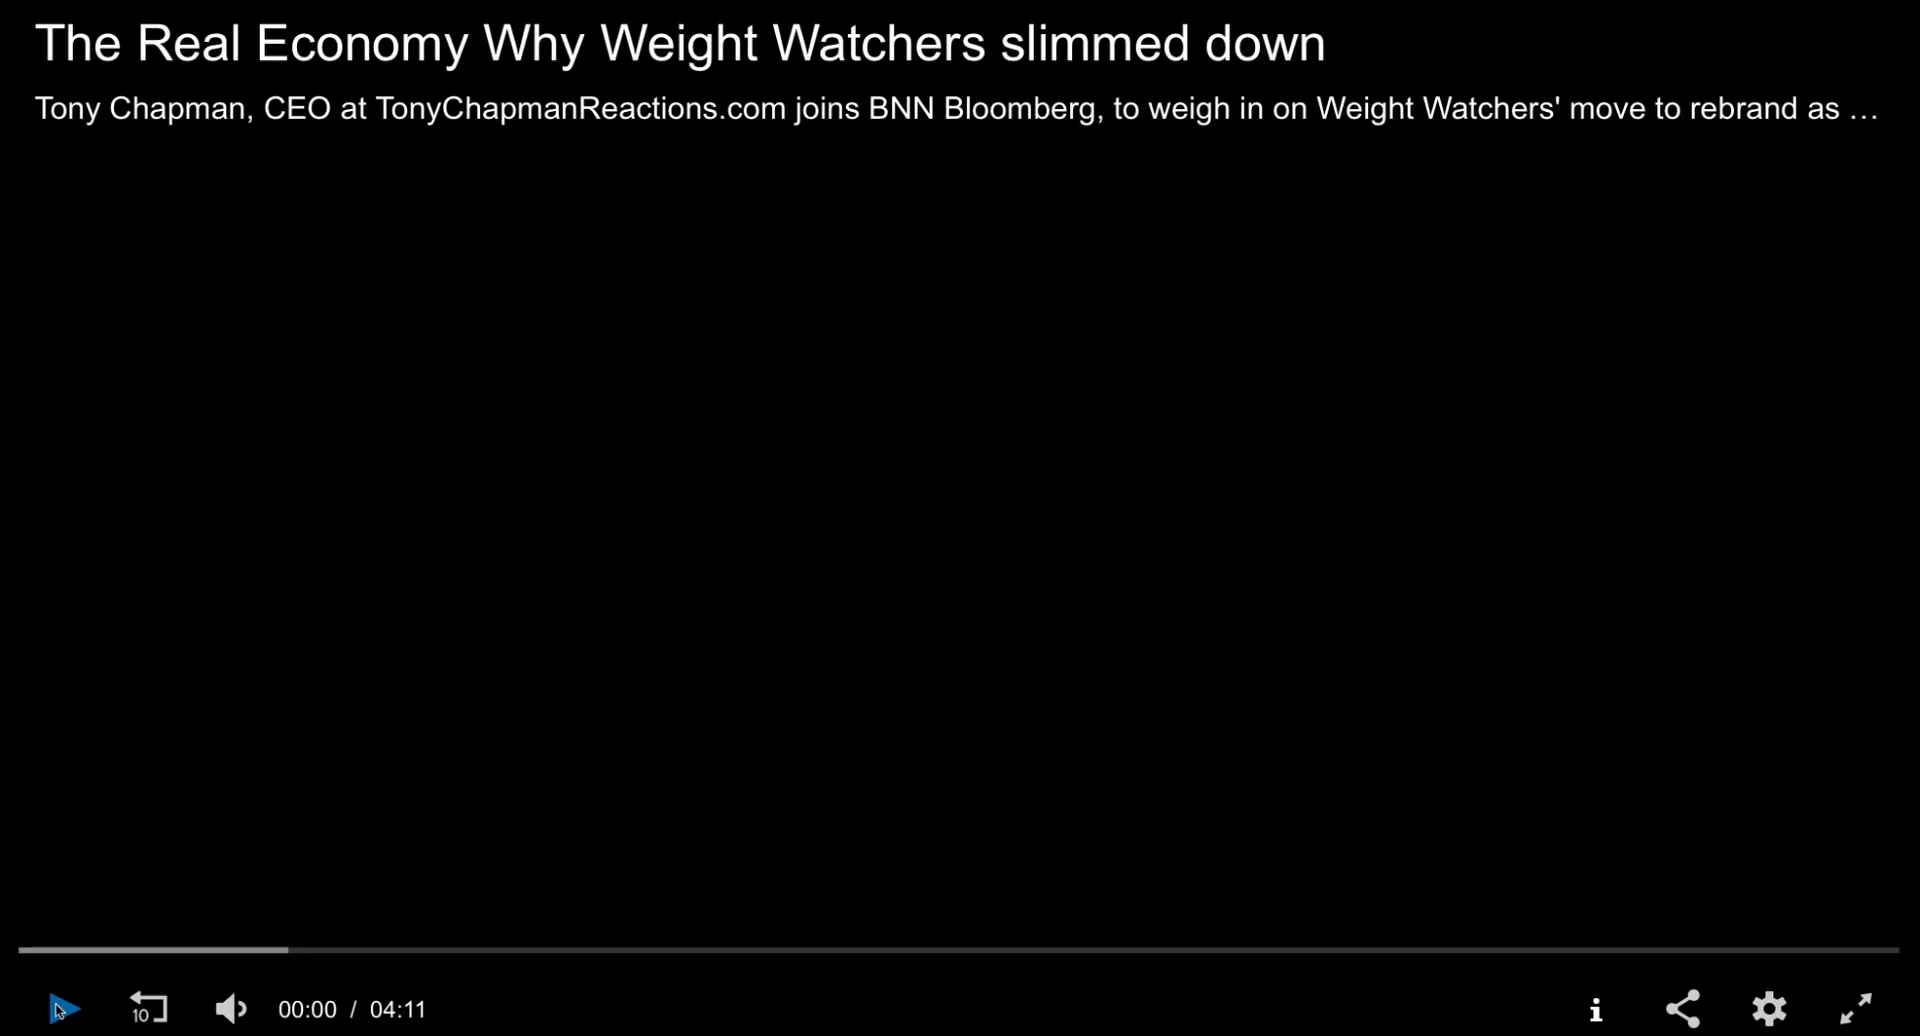 The Real Economy Why Weight Watchers slimmed down
Tony Chapman, CEO at TonyChapmanReactions.com joins BNN Bloomberg, to weigh in on Weight Watchers' move to rebrand as …
10
00:00 / 04:11
i